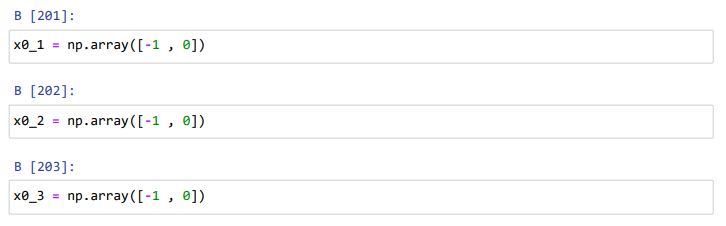 В [201]:
x0_1 = np.array([-1 , 0])
В [202]:
x0_2 = np.array([-1 , 0])
В [203]:
x0_3 = np.array([-1 , 0])